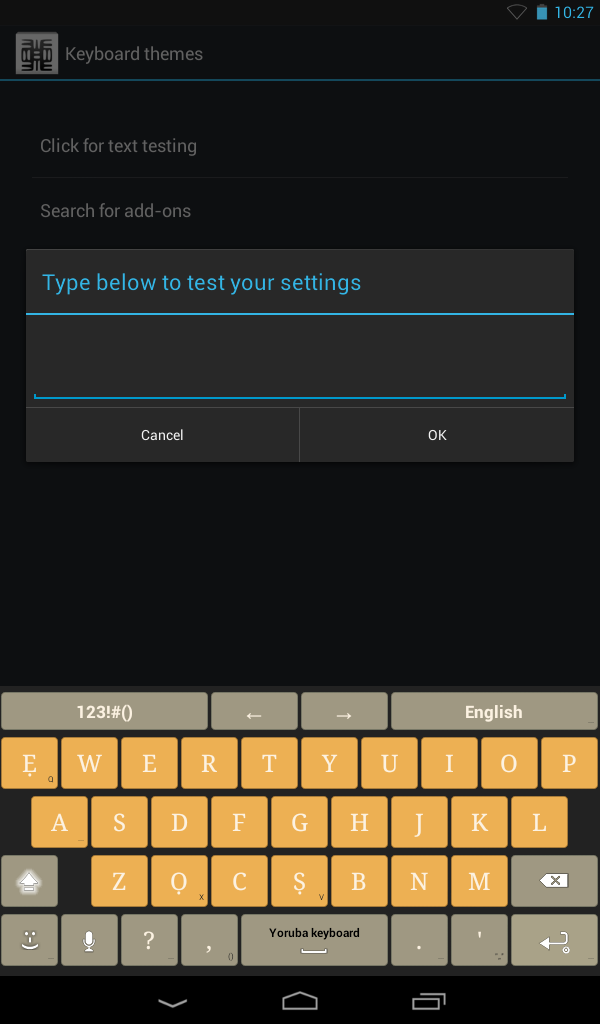 10:27
Keyboard themes
Click for text testing
Search for add-ons
Type below to test your settings
Cancel OK
123!#() ← → English
Ẹ Q W E R T Y U I O P
A S D F G H J K L
Z Ọ X C Ṣ V B N M
? , () Yoruba keyboard . '